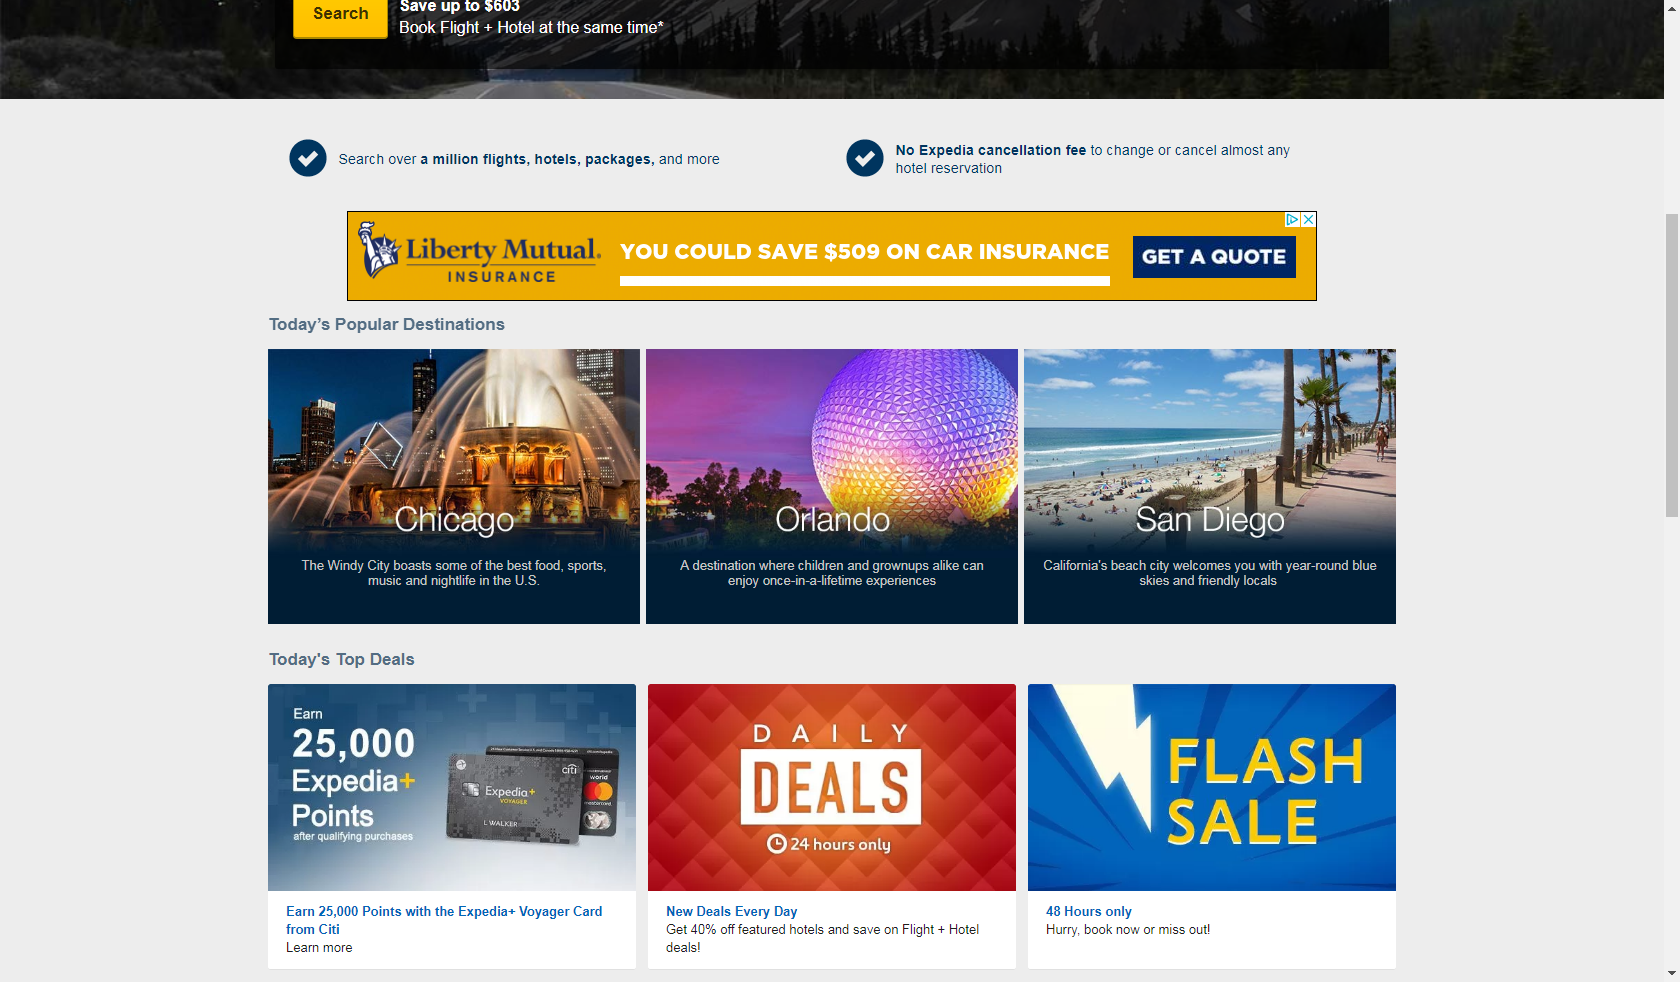 Search
Save up to $603
Book Flight + Hotel at the same time*
Search over a million flights, hotels, packages, and more
No Expedia cancellation fee to change or cancel almost any
hotel reservation
Liberty Mutual.
INSURANCE
YOU COULD SAVE $509 ON CAR INSURANCE
GET A QUOTE
Today’s Popular Destinations
Chicago
The Windy City boasts some of the best food, sports,
music and nightlife in the U.S.
Orlando
A destination where children and grownups alike can
enjoy once-in-a-lifetime experiences
San Diego
California's beach city welcomes you with year-round blue
skies and friendly locals
Today's Top Deals
Earn
25,000
Expedia+
Points
after qualifying purchases
citi
Expedia+
VOYAGER
L WALKER
world
mastercard
DAILY
DEALS
24 hours only
FLASH
SALE
Earn 25,000 Points with the Expedia+ Voyager Card
from Citi
Learn more
New Deals Every Day
Get 40% off featured hotels and save on Flight + Hotel
deals!
48 Hours only
Hurry, book now or miss out!